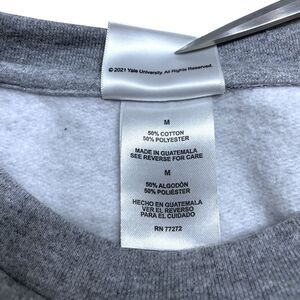 © 2021 Yale University. All Rights Reserved.
M
50% COTTON
50% POLYESTER
MADE IN GUATEMALA
SEE REVERSE FOR CARE
M
50% ALGODÓN
50% POLIÉSTER
HECHO EN GUATEMALA
VER EL REVERSO
PARA EL CUIDADO
RN 77272